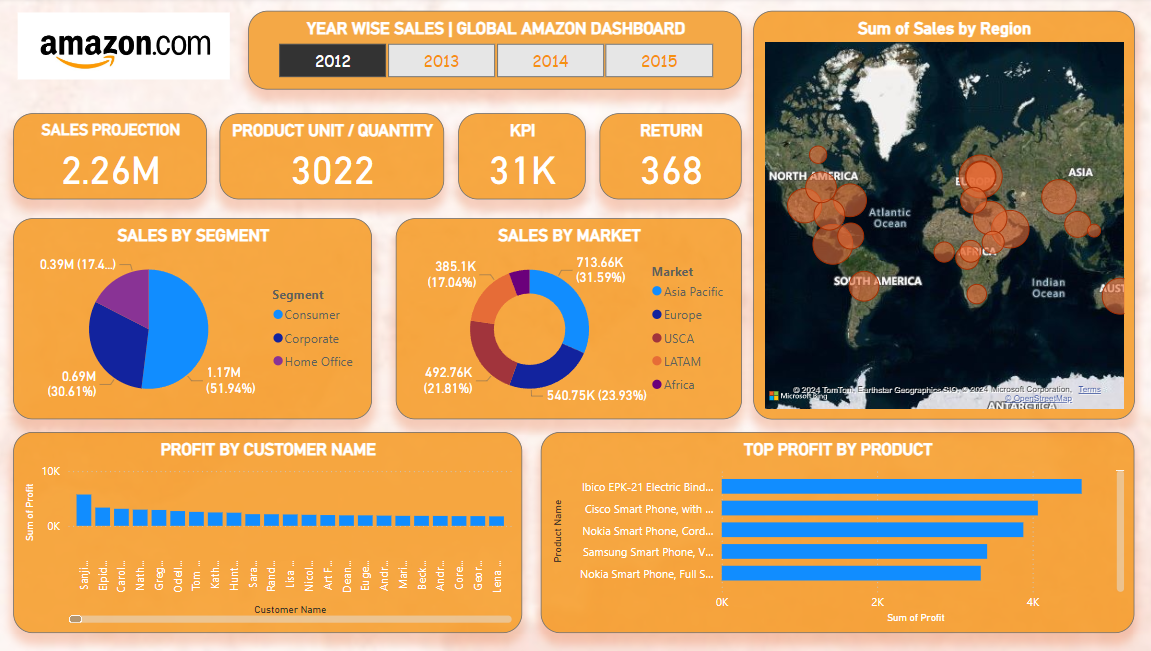 amazon.com
YEAR WISE SALES | GLOBAL AMAZON DASHBOARD
2012
2013
2014
2015
SALES PROJECTION
2.26M
PRODUCT UNIT / QUANTITY
3022
KPI
31K
RETURN
368
Sum of Sales by Region
NORTH AMERICA
ASIA
Atlantic
Ocean
AFRICA
SOUTH AMERICA
Indian
Ocean
AUST
© 2024 TomTom, Earthstar Geographics SIO, © 2024 Microsoft Corporation, Terms
© OpenStreetMap
Microsoft Bing
ANTARCTICA
SALES BY SEGMENT
0.39M (17.4...)
0.69M
(30.61%)
1.17M
(51.94%)
Segment
Consumer
Corporate
Home Office
SALES BY MARKET
385.1K
(17.04%)
713.66K
(31.59%)
492.76K
(21.81%)
540.75K (23.93%)
Market
Asia Pacific
Europe
USCA
LATAM
Africa
PROFIT BY CUSTOMER NAME
Sum of Profit
10K
0K
Sanji...
Elpid...
Carol...
Nath...
Greg...
Odell...
Tom ...
Kath...
Hunt...
Sara...
Rand...
Lisa ...
Nicol...
Art F...
Dean...
Euge...
Andr...
Mari...
Beck...
Andr...
Core...
Geor...
Lena ...
Customer Name
TOP PROFIT BY PRODUCT
Product Name
Ibico EPK-21 Electric Bind...
Cisco Smart Phone, with ...
Nokia Smart Phone, Cord...
Samsung Smart Phone, V...
Nokia Smart Phone, Full S...
0K
2K
4K
Sum of Profit